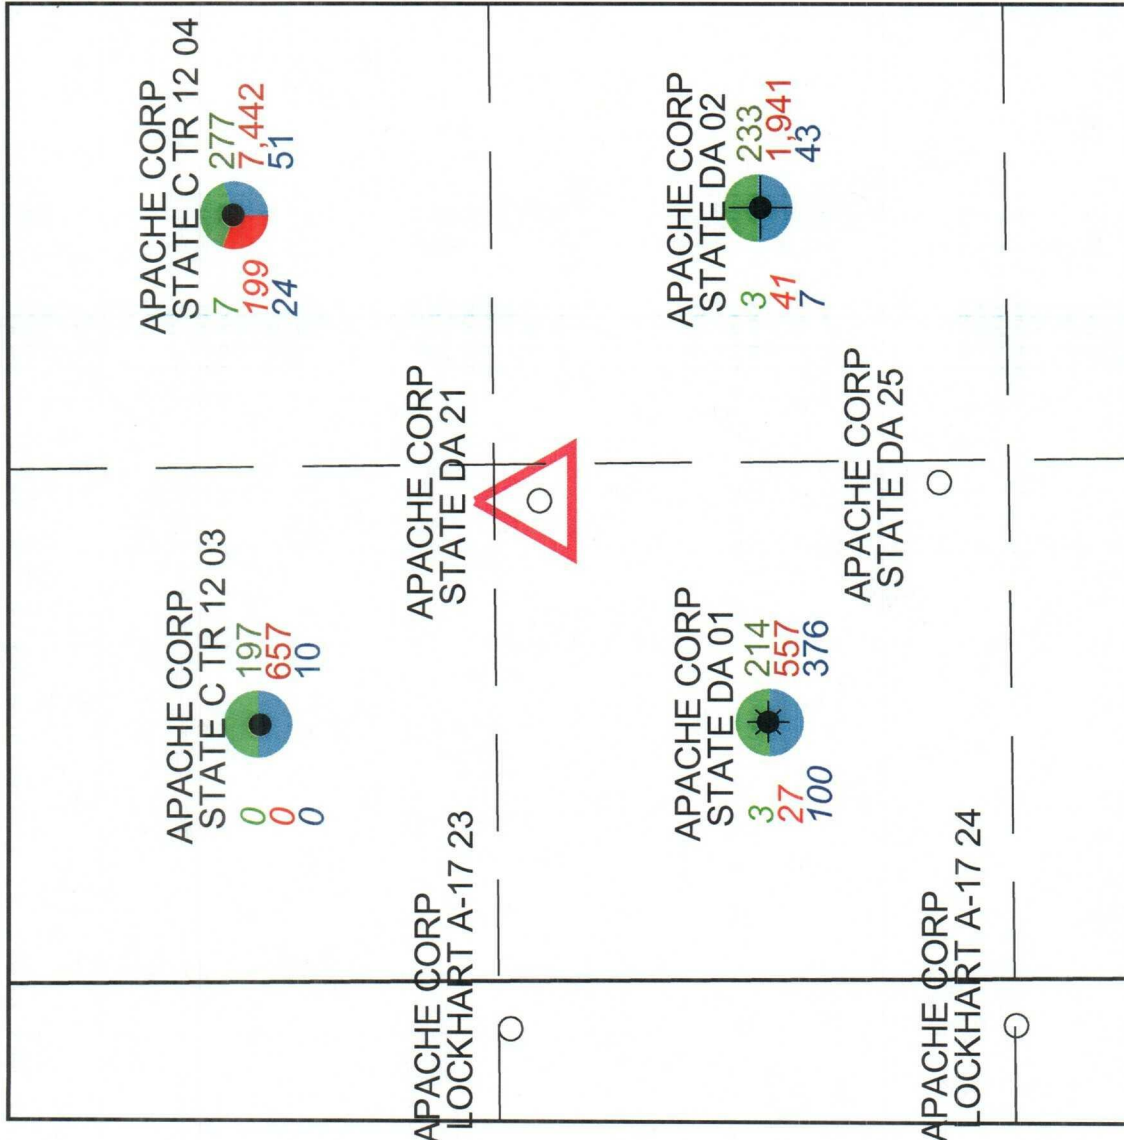 APACHE CORP
STATE C TR 12 04
7
199
24
277
7,442
51
APACHE CORP
STATE C TR 12 03
0
0
0
197
657
10
APACHE CORP
STATE DA 21
APACHE CORP
LOCKHART A-17 23
APACHE CORP
STATE DA 02
3
41
7
233
1,941
43
APACHE CORP
STATE DA 01
3
27
100
214
557
376
APACHE CORP
STATE DA 25
APACHE CORP
LOCKHART A-17 24